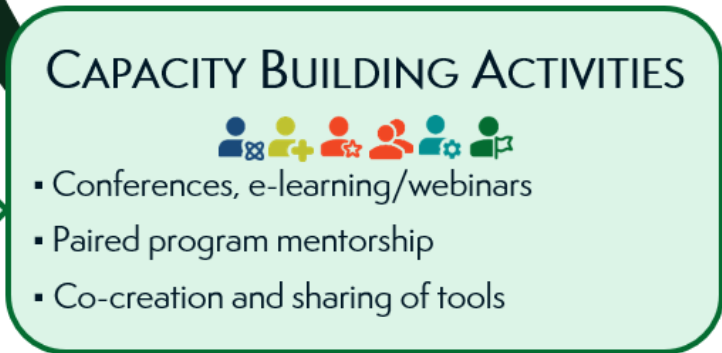 CAPACITY BUILDING ACTIVITIES
▪ Conferences, e-learning/webinars
▪ Paired program mentorship
▪ Co-creation and sharing of tools